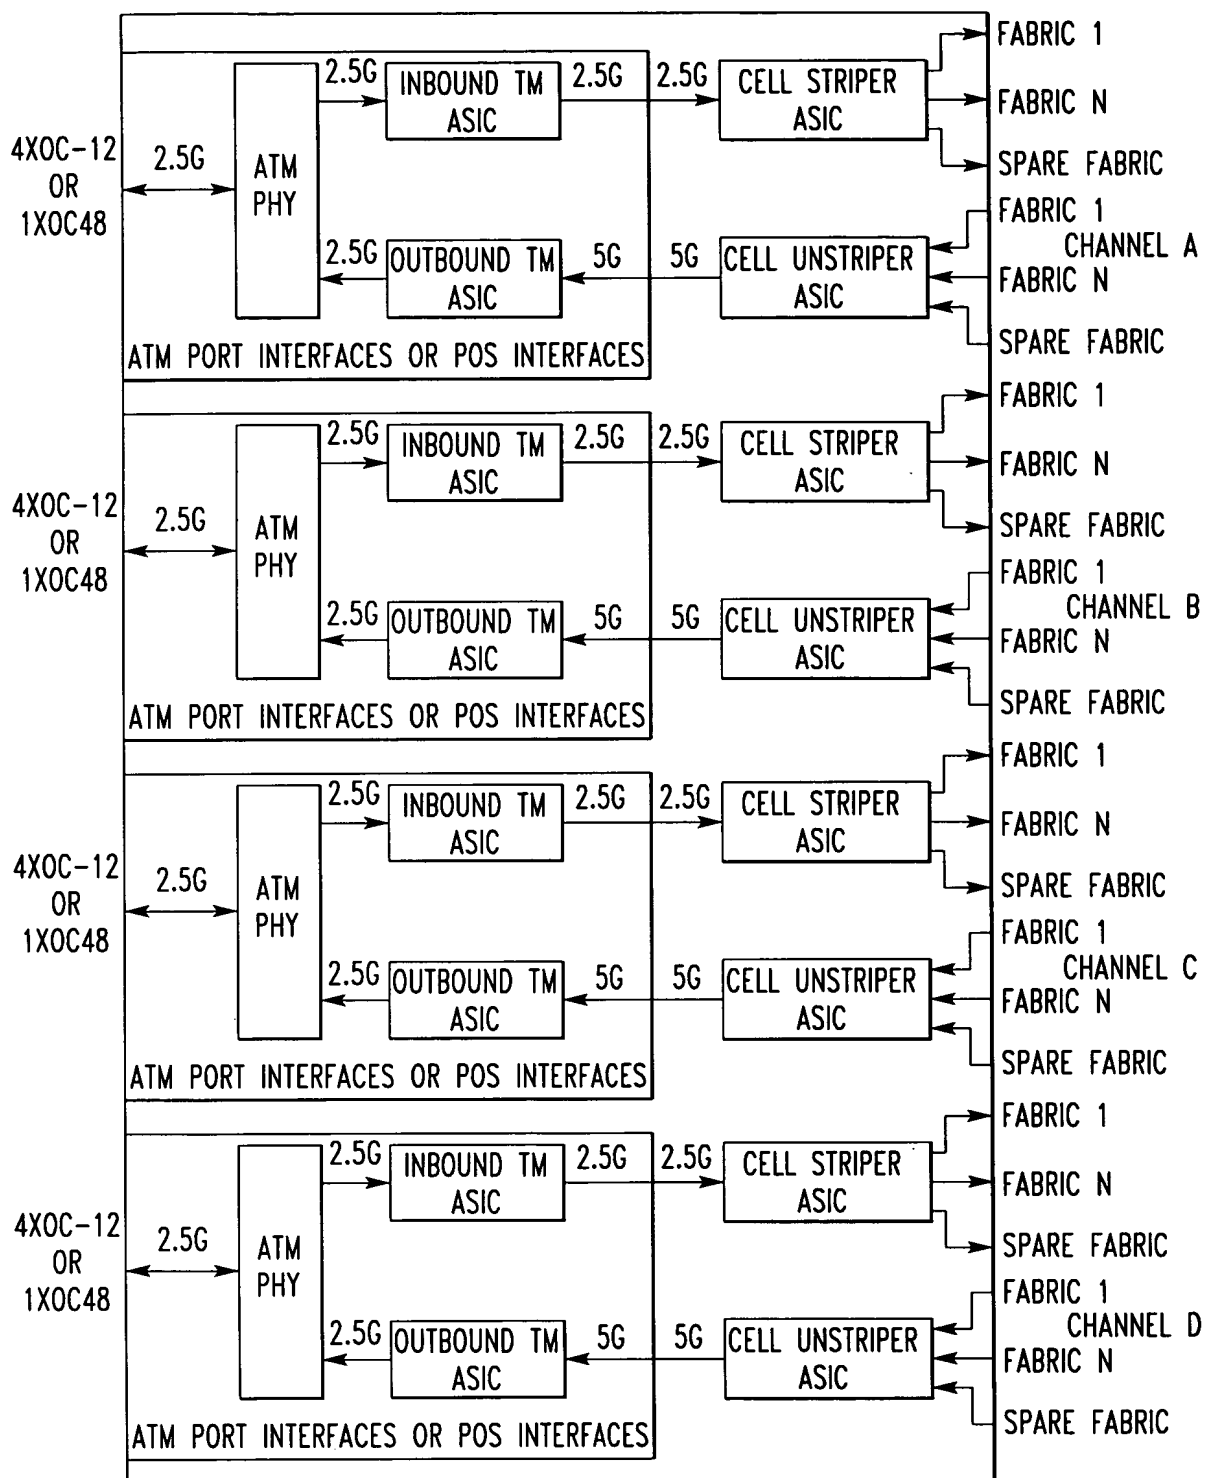 FABRIC 1
2.5G INBOUND TM ASIC 2.5G 2.5G CELL STRIPER ASIC
FABRIC N
4XOC-12 OR 1XOC48
2.5G
ATM PHY
SPARE FABRIC
FABRIC 1
CHANNEL A
2.5G OUTBOUND TM ASIC 5G 5G CELL UNSTRIPER ASIC
FABRIC N
SPARE FABRIC
ATM PORT INTERFACES OR POS INTERFACES
FABRIC 1
2.5G INBOUND TM ASIC 2.5G 2.5G CELL STRIPER ASIC
FABRIC N
4XOC-12 OR 1XOC48
2.5G
ATM PHY
SPARE FABRIC
FABRIC 1
CHANNEL B
2.5G OUTBOUND TM ASIC 5G 5G CELL UNSTRIPER ASIC
FABRIC N
SPARE FABRIC
ATM PORT INTERFACES OR POS INTERFACES
FABRIC 1
2.5G INBOUND TM ASIC 2.5G 2.5G CELL STRIPER ASIC
FABRIC N
4XOC-12 OR 1XOC48
2.5G
ATM PHY
SPARE FABRIC
FABRIC 1
CHANNEL C
2.5G OUTBOUND TM ASIC 5G 5G CELL UNSTRIPER ASIC
FABRIC N
SPARE FABRIC
ATM PORT INTERFACES OR POS INTERFACES
FABRIC 1
2.5G INBOUND TM ASIC 2.5G 2.5G CELL STRIPER ASIC
FABRIC N
4XOC-12 OR 1XOC48
2.5G
ATM PHY
SPARE FABRIC
FABRIC 1
CHANNEL D
2.5G OUTBOUND TM ASIC 5G 5G CELL UNSTRIPER ASIC
FABRIC N
SPARE FABRIC
ATM PORT INTERFACES OR POS INTERFACES